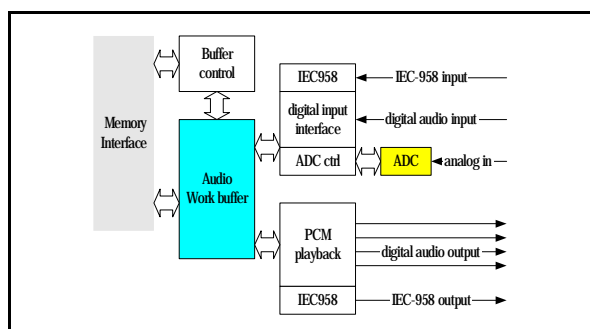 Buffer
control
Memory
Interface
Audio
Work buffer
IEC958
digital input
interface
ADC ctrl
ADC
IEC-958 input
digital audio input
analog in
PCM
playback
IEC958
digital audio output
IEC-958 output